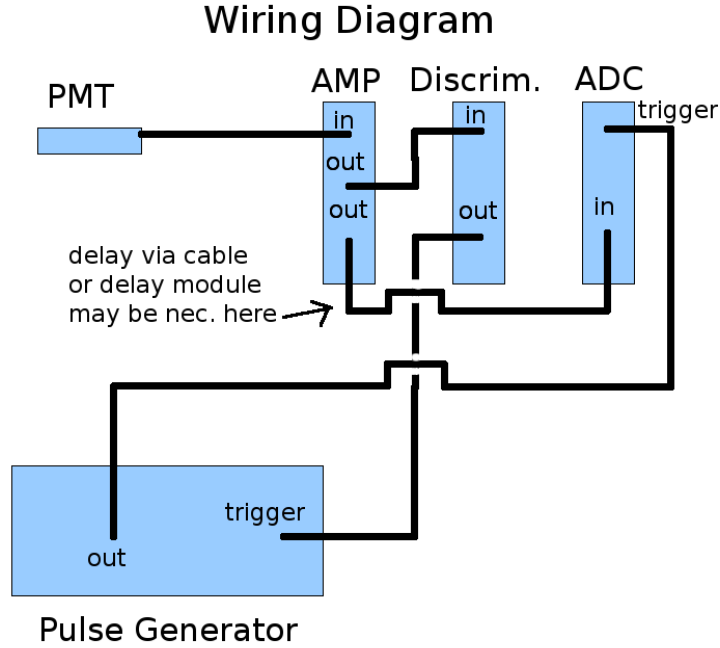 Wiring Diagram
PMT
AMP
Discrim.
ADC
trigger
in
out
out
in
out
in
delay via cable
or delay module
may be nec. here
trigger
out
Pulse Generator